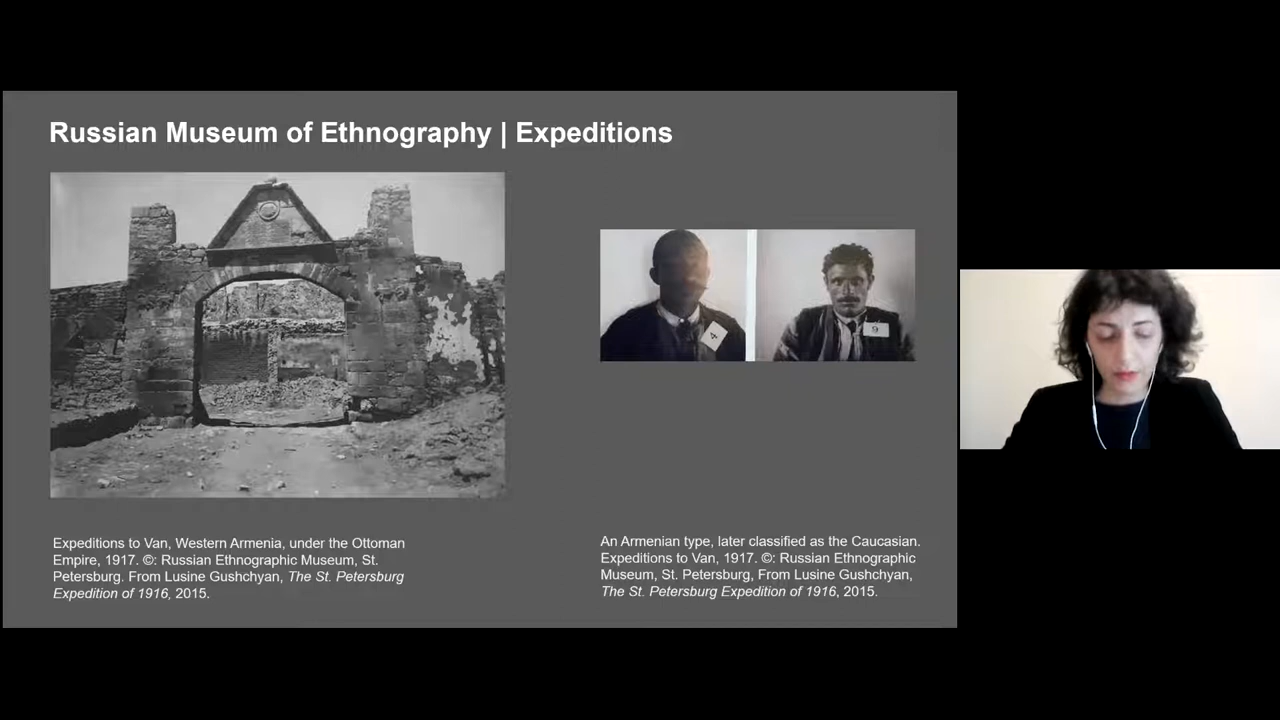 Russian Museum of Ethnography | Expeditions
4
9
Expeditions to Van, Western Armenia, under the Ottoman
Empire, 1917. ©: Russian Ethnographic Museum, St.
Petersburg. From Lusine Gushchyan, The St. Petersburg
Expedition of 1916, 2015.
An Armenian type, later classified as the Caucasian.
Expeditions to Van, 1917. ©: Russian Ethnographic
Museum, St. Petersburg, From Lusine Gushchyan,
The St. Petersburg Expedition of 1916, 2015.